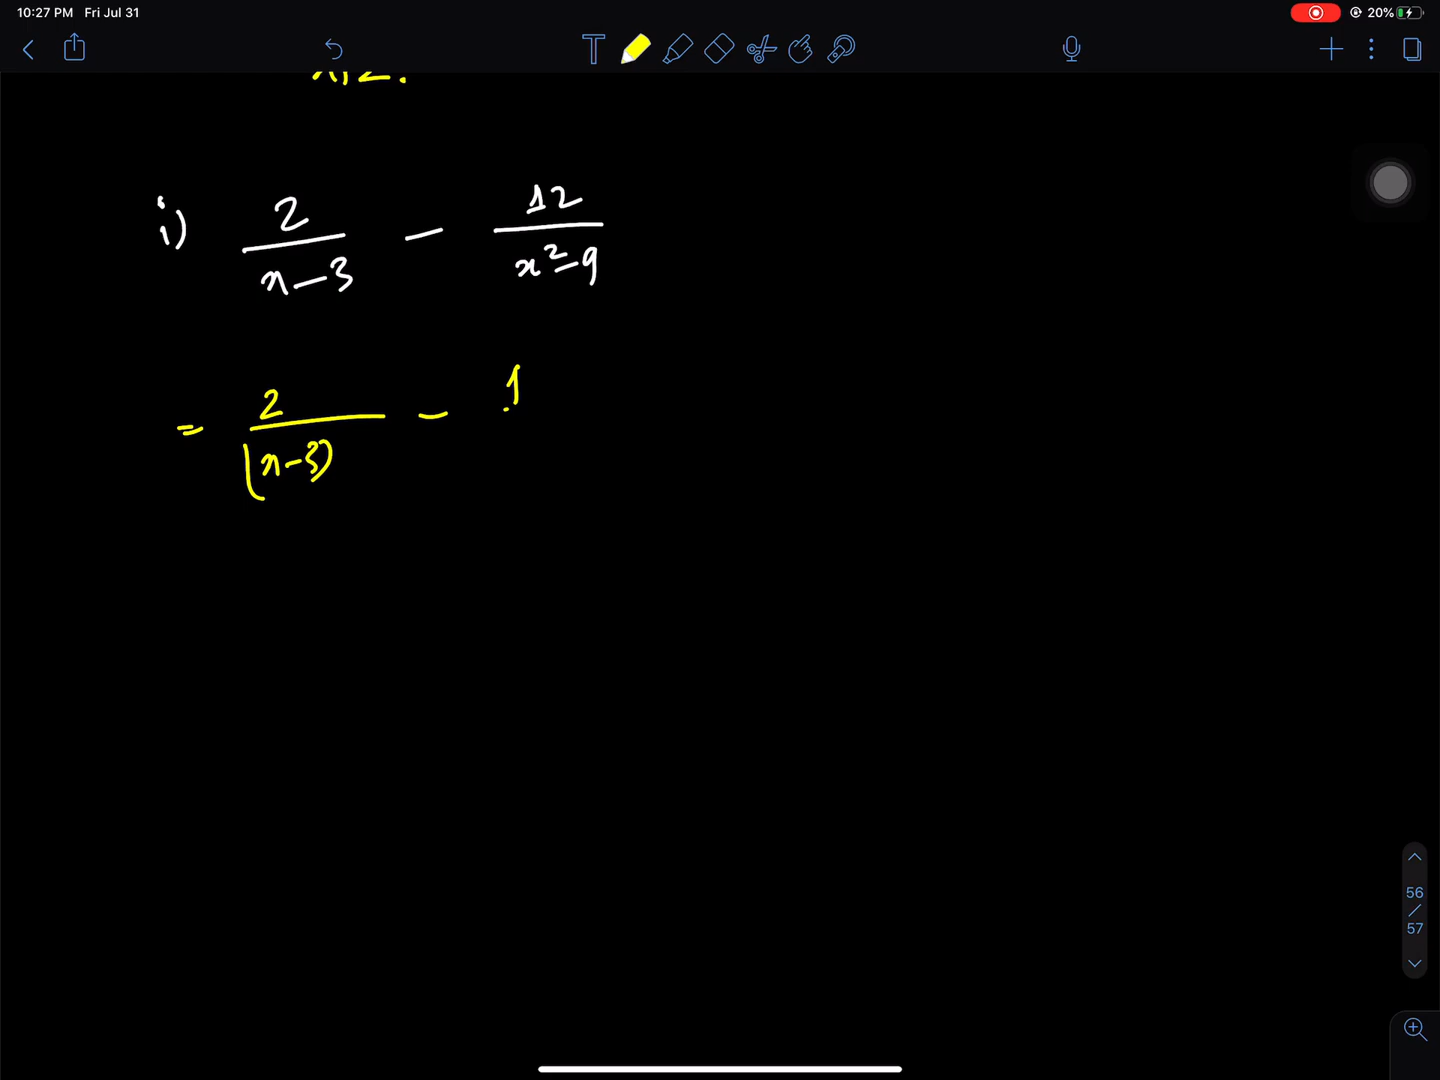 10:27 PM Fri Jul 31
20%
i) 2/(x-3) - 12/(x²-9)
= 2/(x-3) - 1
56
/
57